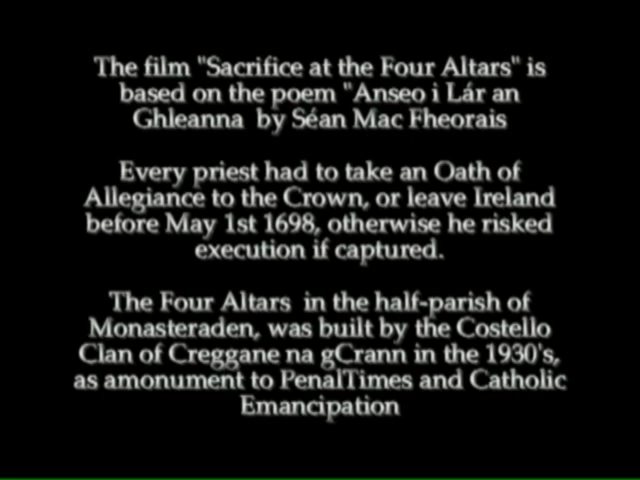 The film "Sacrifice at the Four Altars" is
based on the poem "Anseo i Lár an
Ghleanna  by Séan Mac Fheorais
Every priest had to take an Oath of
Allegiance to the Crown, or leave Ireland
before May 1st 1698, otherwise he risked
execution if captured.
The Four Altars  in the half-parish of
Monasteraden, was built by the Costello
Clan of Creggane na gCrann in the 1930's,
as amonument to PenalTimes and Catholic
Emancipation